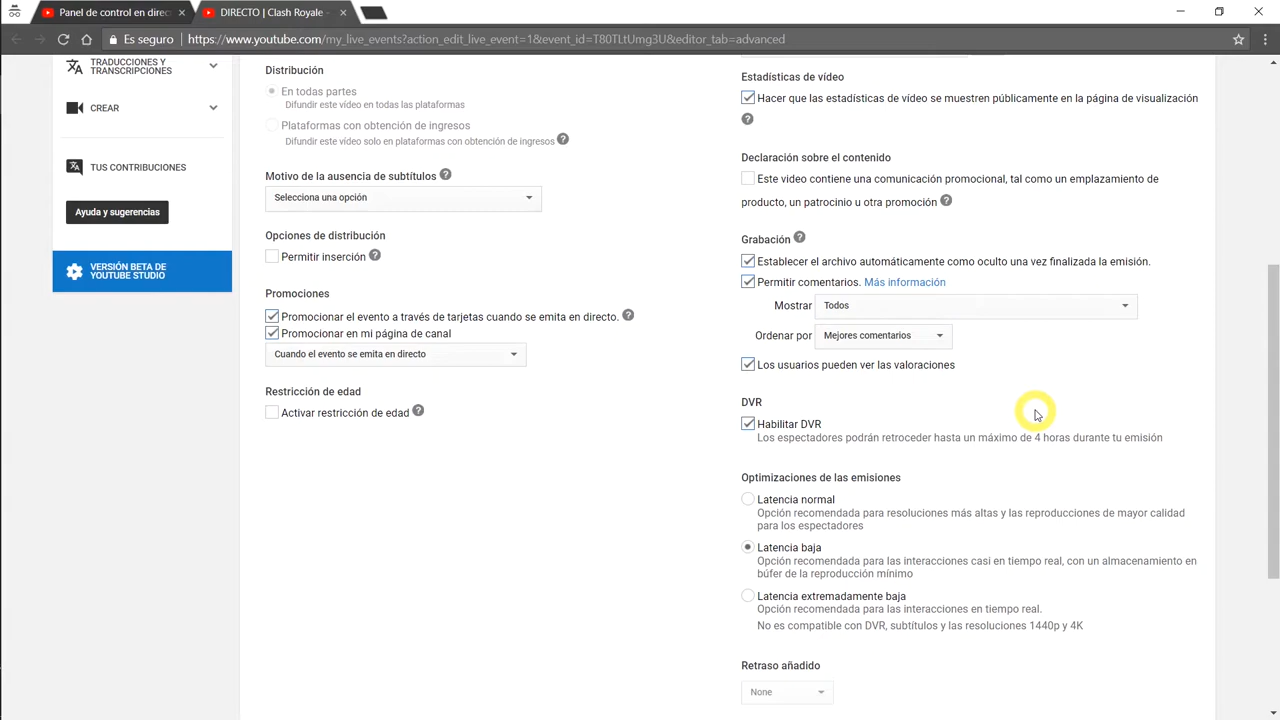 Panel de control en direc
DIRECTO | Clash Royale -
Es seguro
https://www.youtube.com/my_live_events?action_edit_live_event=1&event_id=T80TLtUmg3U&editor_tab=advanced
TRADUCCIONES Y
TRANSCRIPCIONES
CREAR
TUS CONTRIBUCIONES
Ayuda y sugerencias
VERSIÓN BETA DE
YOUTUBE STUDIO
Distribución
En todas partes
Difundir este vídeo en todas las plataformas
Plataformas con obtención de ingresos
Difundir este vídeo solo en plataformas con obtención de ingresos
Motivo de la ausencia de subtítulos
Selecciona una opción
Opciones de distribución
Permitir inserción
Promociones
Promocionar el evento a través de tarjetas cuando se emita en directo.
Promocionar en mi página de canal
Cuando el evento se emita en directo
Restricción de edad
Activar restricción de edad
Estadísticas de vídeo
Hacer que las estadísticas de vídeo se muestren públicamente en la página de visualización
Declaración sobre el contenido
Este video contiene una comunicación promocional, tal como un emplazamiento de
producto, un patrocinio u otra promoción
Grabación
Establecer el archivo automáticamente como oculto una vez finalizada la emisión.
Permitir comentarios. Más información
Mostrar Todos
Ordenar por Mejores comentarios
Los usuarios pueden ver las valoraciones
DVR
Habilitar DVR
Los espectadores podrán retroceder hasta un máximo de 4 horas durante tu emisión
Optimizaciones de las emisiones
Latencia normal
Opción recomendada para resoluciones más altas y las reproducciones de mayor calidad
para los espectadores
Latencia baja
Opción recomendada para las interacciones casi en tiempo real, con un almacenamiento en
búfer de la reproducción mínimo
Latencia extremadamente baja
Opción recomendada para las interacciones en tiempo real.
No es compatible con DVR, subtítulos y las resoluciones 1440p y 4K
Retraso añadido
None